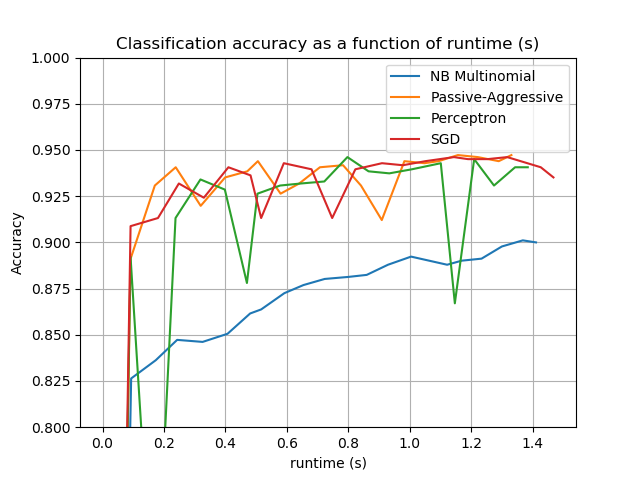 Classification accuracy as a function of runtime (s)
NB Multinomial
Passive-Aggressive
Perceptron
SGD
1.000
0.975
0.950
0.925
0.900
0.875
0.850
0.825
0.800
Accuracy
0.0 0.2 0.4 0.6 0.8 1.0 1.2 1.4
runtime (s)